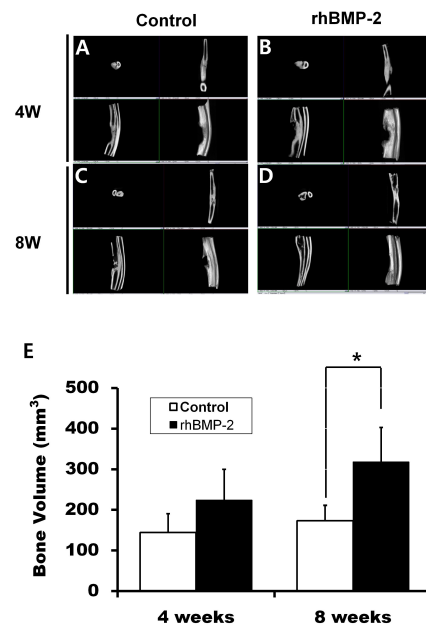 Control rhBMP-2
A B
4W
C D
8W
E
*
Bone Volume (mm³)
500
400
300
200
100
0
Control
rhBMP-2
4 weeks 8 weeks